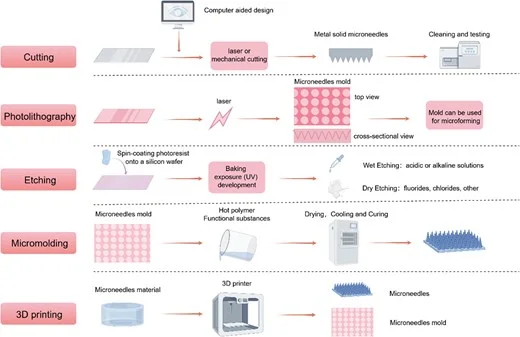 Computer aided design
Cutting
laser or
mechanical cutting
Metal solid microneedles
Cleaning and testing
Photolithography
laser
Microneedles mold
top view
cross-sectional view
Mold can be used
for microforming
Etching
Spin-coating photoresist
onto a silicon wafer
Baking
exposure (UV)
development
Wet Etching：acidic or alkaline solutions
Dry Etching：fluorides, chlorides, other
Micromolding
Microneedles mold
Hot polymer
Functional substances
Drying，Cooling and Curing
3D printing
Microneedles material
3D printer
Microneedles
Microneedles mold